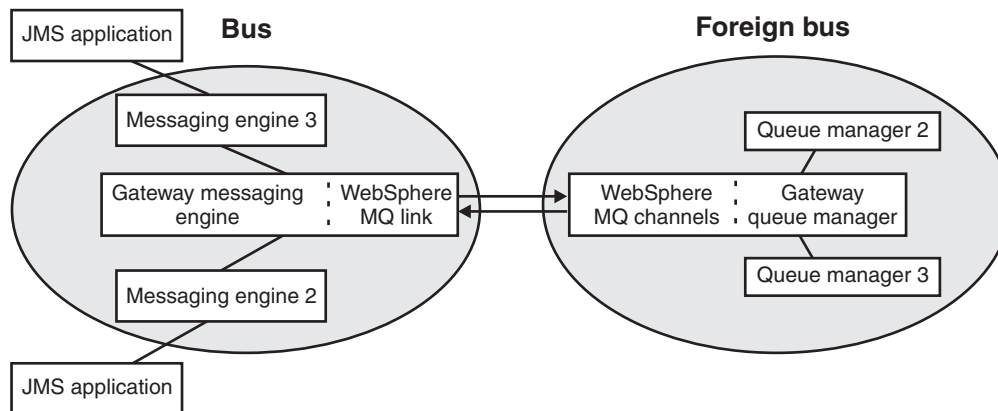 JMS application
Bus
Foreign bus
Messaging engine 3
Queue manager 2
Gateway messaging
engine
WebSphere
MQ link
WebSphere
MQ channels
Gateway
queue manager
Messaging engine 2
Queue manager 3
JMS application